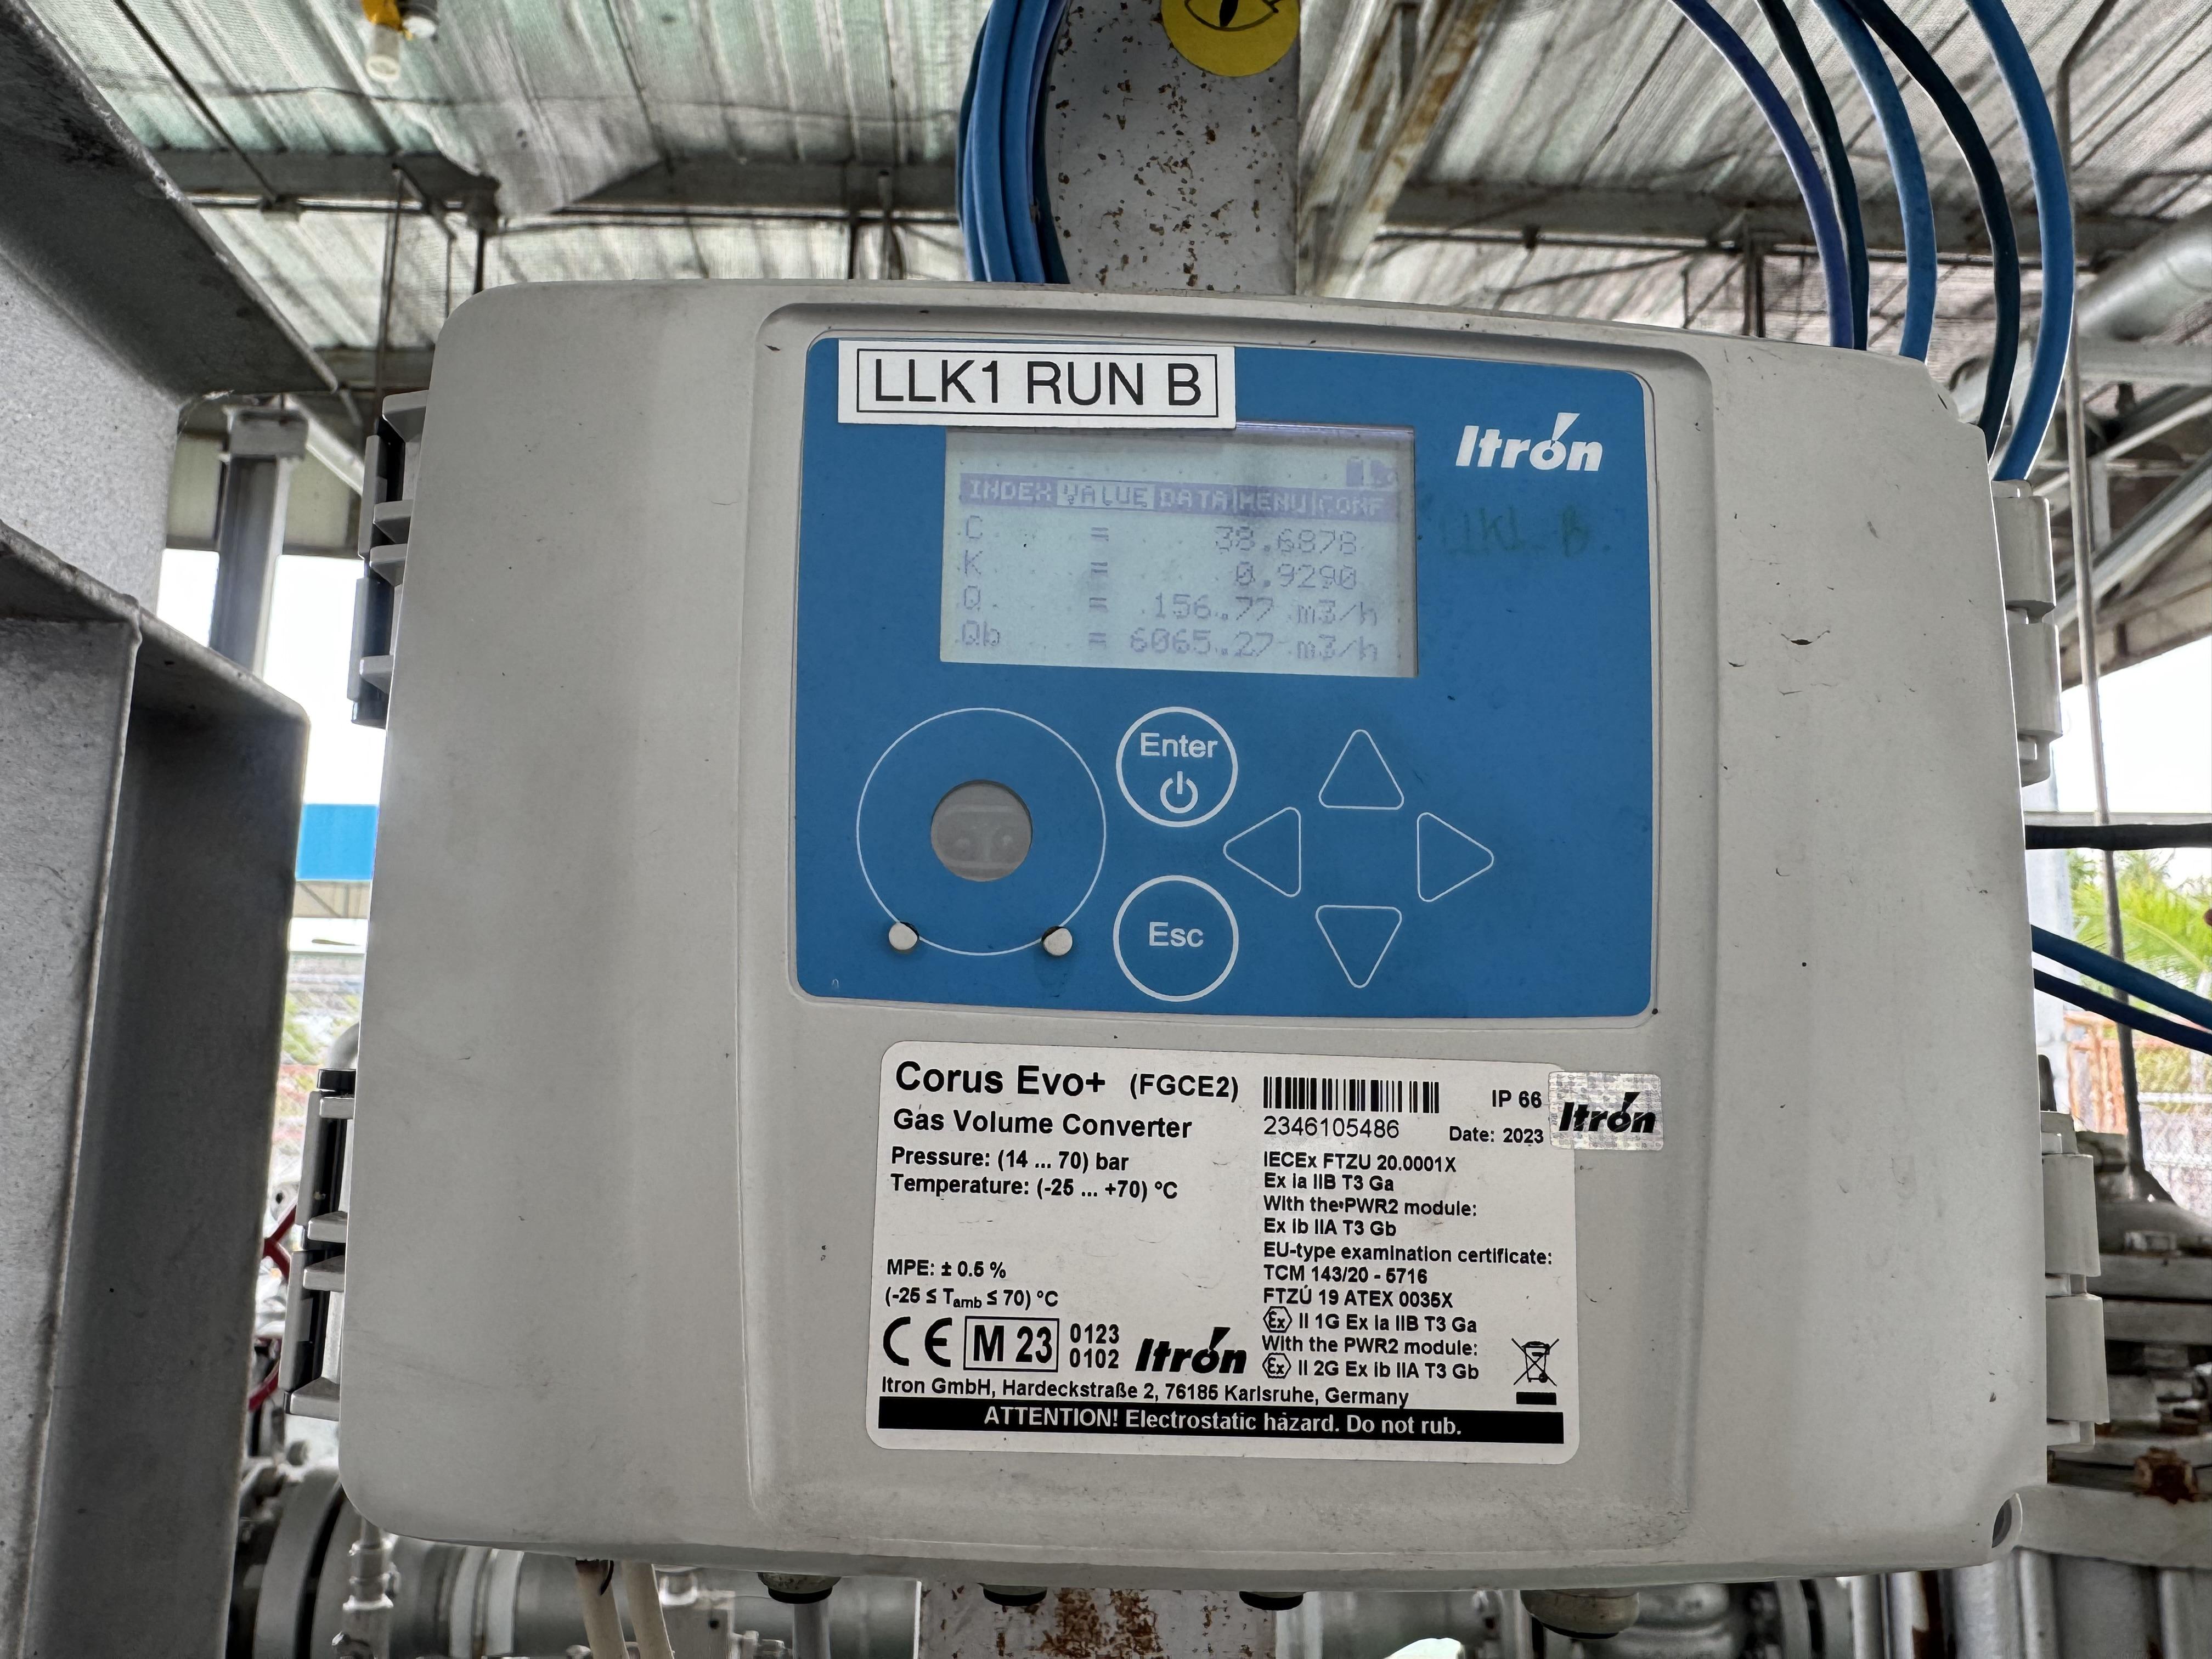 LLK1 RUN B
Itrón
INDEX VALUE DATA MENU CONF
C = 38.6878
K = 0.9290
Q = 156.77 m3/h
Qb = 6065.27 m3/h
LLK1 B
Enter
Esc
Corus Evo+ (FGCE2)
Gas Volume Converter
Pressure: (14 ... 70) bar
Temperature: (-25 ... +70) °C
MPE: ± 0.5 %
(-25 ≤ Tamb ≤ 70) °C
CE M 23 0123
0102
Itrón
2346105486
IP 66
Date: 2023
Itrón
IECEx FTZU 20.0001X
Ex ia IIB T3 Ga
With the PWR2 module:
Ex ib IIA T3 Gb
EU-type examination certificate:
TCM 143/20 - 5716
FTZÚ 19 ATEX 0035X
Ex II 1G Ex ia IIB T3 Ga
With the PWR2 module:
Ex II 2G Ex ib IIA T3 Gb
Itron GmbH, Hardeckstraße 2, 76185 Karlsruhe, Germany
ATTENTION! Electrostatic hazard. Do not rub.